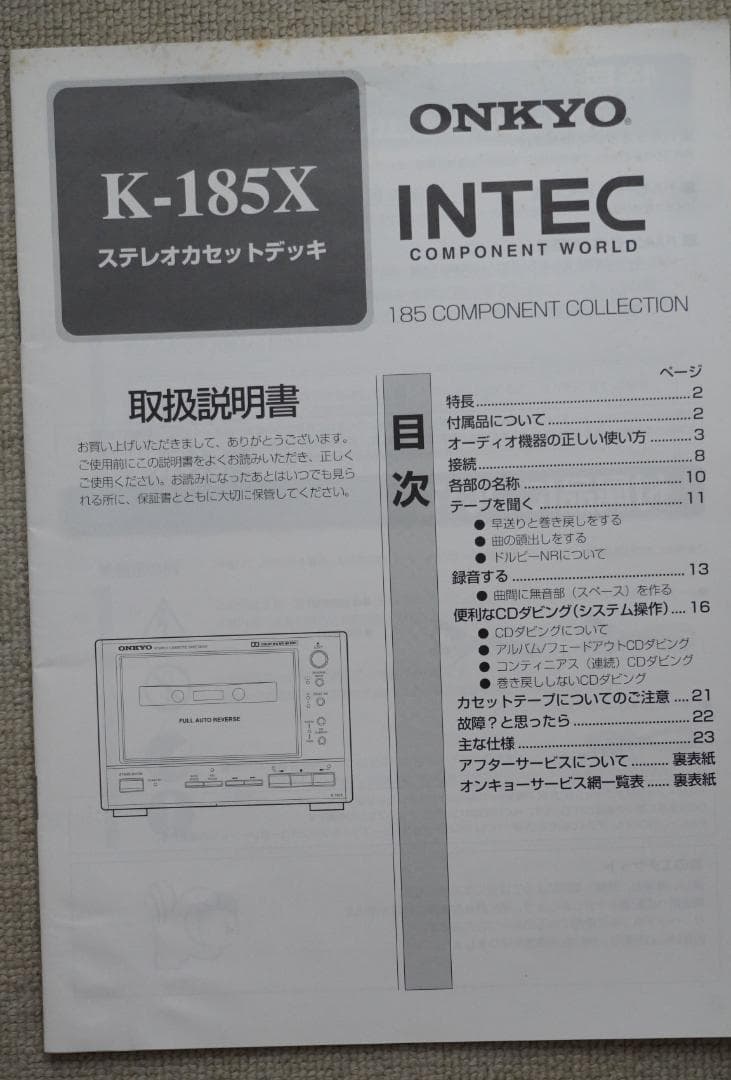 K-185X
ステレオカセットデッキ
ONKYO®
INTEC
COMPONENT WORLD
185 COMPONENT COLLECTION
取扱説明書
お買い上げいただきまして、ありがとうございます。
ご使用前にこの説明書をよくお読みいただき、正しく
ご使用ください。お読みになったあとはいつでも見ら
れる所に、保証書とともに大切に保管してください。
目次
ページ
特長 2
付属品について 2
オーディオ機器の正しい使い方 3
接続 8
各部の名称 10
テープを聞く 11
● 早送りと巻き戻しをする
● 曲の頭出しをする
● ドルビーNRについて
録音する 13
● 曲間に無音部（スペース）を作る
便利なCDダビング（システム操作） 16
● CDダビングについて
● アルバム/フェードアウトCDダビング
● コンティニアス（連続）CDダビング
● 巻き戻ししないCDダビング
カセットテープについてのご注意 21
故障？と思ったら 22
主な仕様 23
アフターサービスについて 裏表紙
オンキヨーサービス網一覧表 裏表紙
ONKYO
FULL AUTO REVERSE